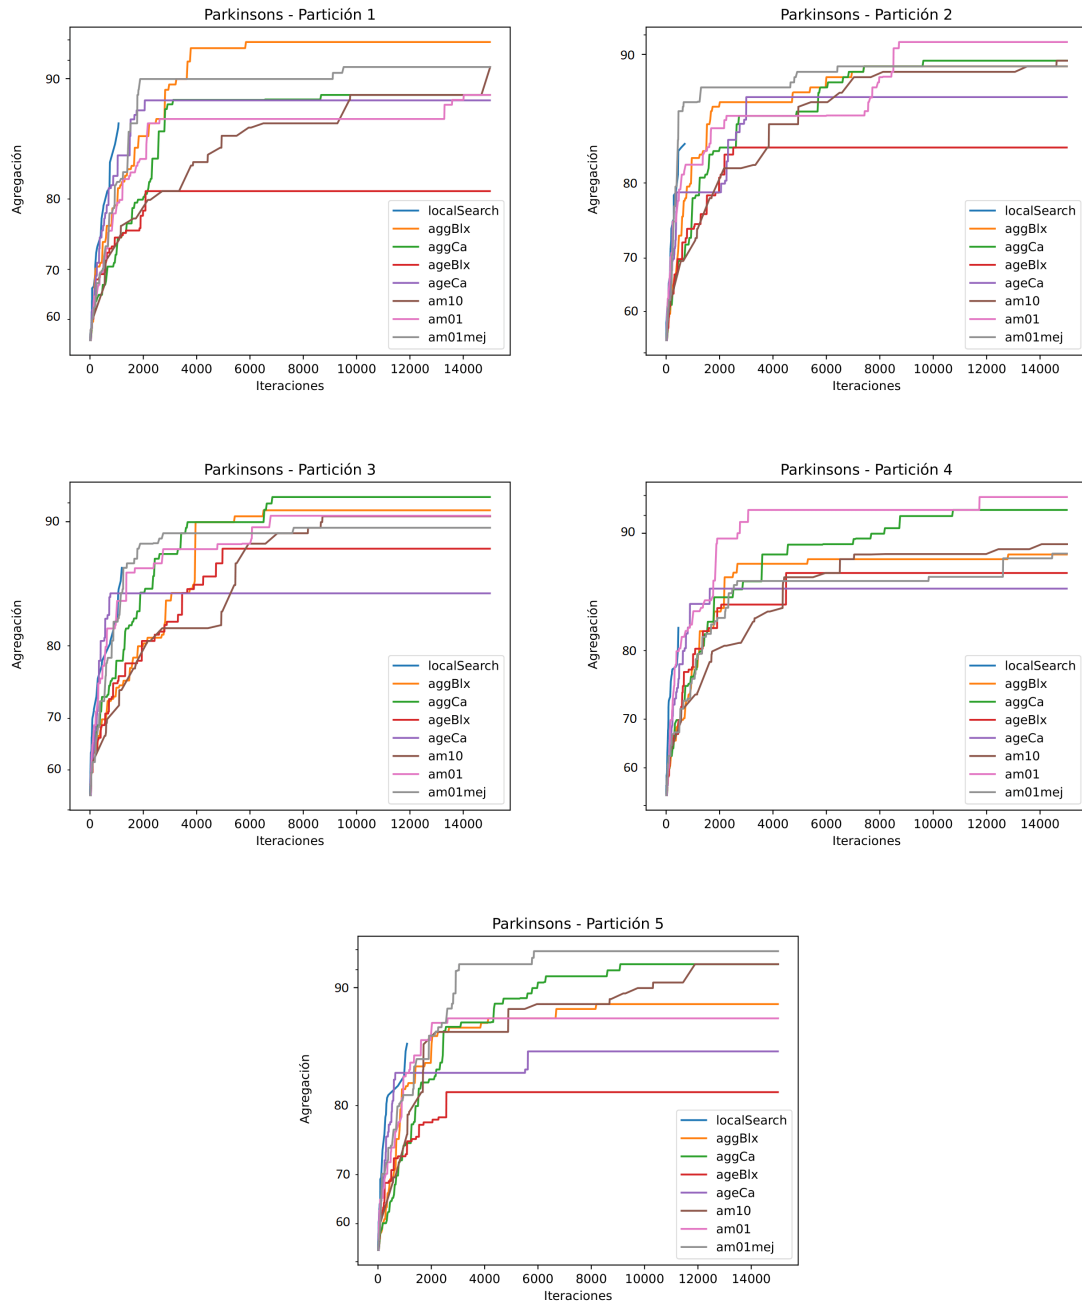 Parkinsons - Partición 1
Agregación
90
80
70
60
0 2000 4000 6000 8000 10000 12000 14000
Iteraciones
localSearch
aggBlx
aggCa
ageBlx
ageCa
am10
am01
am01mej
Parkinsons - Partición 2
Agregación
90
80
70
60
0 2000 4000 6000 8000 10000 12000 14000
Iteraciones
localSearch
aggBlx
aggCa
ageBlx
ageCa
am10
am01
am01mej
Parkinsons - Partición 3
Agregación
90
80
70
60
0 2000 4000 6000 8000 10000 12000 14000
Iteraciones
localSearch
aggBlx
aggCa
ageBlx
ageCa
am10
am01
am01mej
Parkinsons - Partición 4
Agregación
90
80
70
60
0 2000 4000 6000 8000 10000 12000 14000
Iteraciones
localSearch
aggBlx
aggCa
ageBlx
ageCa
am10
am01
am01mej
Parkinsons - Partición 5
Agregación
90
80
70
60
0 2000 4000 6000 8000 10000 12000 14000
Iteraciones
localSearch
aggBlx
aggCa
ageBlx
ageCa
am10
am01
am01mej